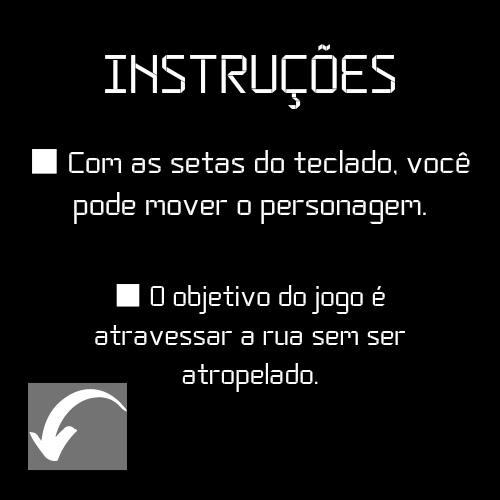 INSTRUÇÕES
■ Com as setas do teclado, você
pode mover o personagem.
■ O objetivo do jogo é
atravessar a rua sem ser
atropelado.